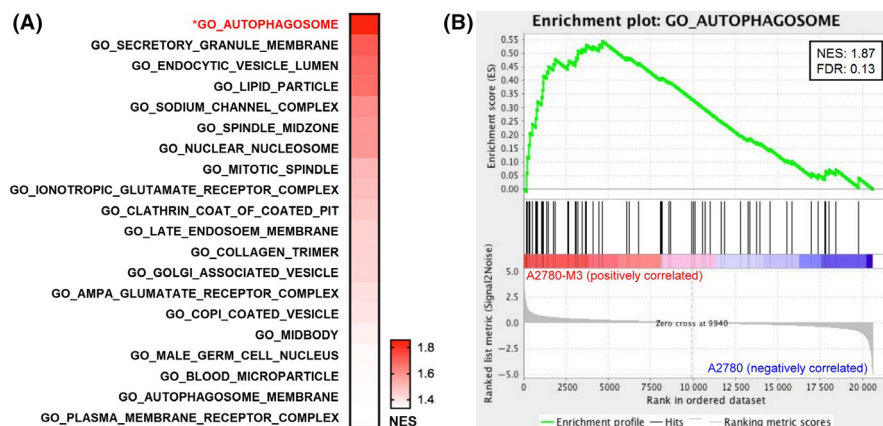 (A)
*GO_AUTOPHAGOSOME
GO_SECRETORY_GRANULE_MEMBRANE
GO_ENDOCYTIC_VESICLE_LUMEN
GO_LIPID_PARTICLE
GO_SODIUM_CHANNEL_COMPLEX
GO_SPINDLE_MIDZONE
GO_NUCLEAR_NUCLEOSOME
GO_MITOTIC_SPINDLE
GO_IONOTROPIC_GLUTAMATE_RECEPTOR_COMPLEX
GO_CLATHRIN_COAT_OF_COATED_PIT
GO_LATE_ENDOSOEM_MEMBRANE
GO_COLLAGEN_TRIMER
GO_GOLGI_ASSOCIATED_VESICLE
GO_AMPA_GLUMATATE_RECEPTOR_COMPLEX
GO_COPI_COATED_VESICLE
GO_MIDBODY
GO_MALE_GERM_CELL_NUCLEUS
GO_BLOOD_MICROPARTICLE
GO_AUTOPHAGOSOME_MEMBRANE
GO_PLASMA_MEMBRANE_RECEPTOR_COMPLEX
1.8
1.6
1.4
NES
(B)
Enrichment plot: GO_AUTOPHAGOSOME
NES: 1.87
FDR: 0.13
Enrichment score (ES)
0.55
0.50
0.45
0.40
0.35
0.30
0.25
0.20
0.15
0.10
0.05
0.00
A2780-M3 (positively correlated)
Ranked list metric (Signal2Noise)
5.0
2.5
0.0
-2.5
-5.0
Zero cross at 9940
A2780 (negatively correlated)
0 2500 5000 7500 10 000 12 500 15 000 17 500 20 000
Rank in ordered dataset
Enrichment profile Hits Ranking metric scores